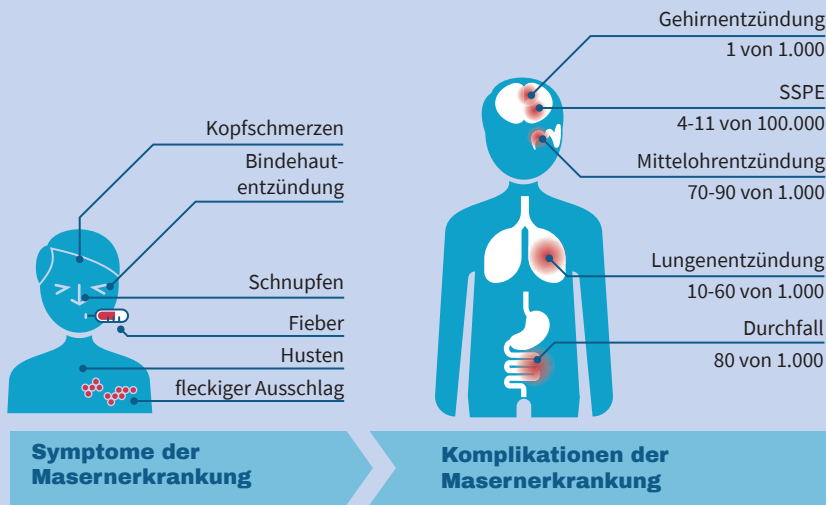 Kopfschmerzen
Bindehaut-
entzündung
Schnupfen
Fieber
Husten
fleckiger Ausschlag
Symptome der
Masernerkrankung
Gehirnentzündung
1 von 1.000
SSPE
4-11 von 100.000
Mittelohrentzündung
70-90 von 1.000
Lungenentzündung
10-60 von 1.000
Durchfall
80 von 1.000
Komplikationen der
Masernerkrankung